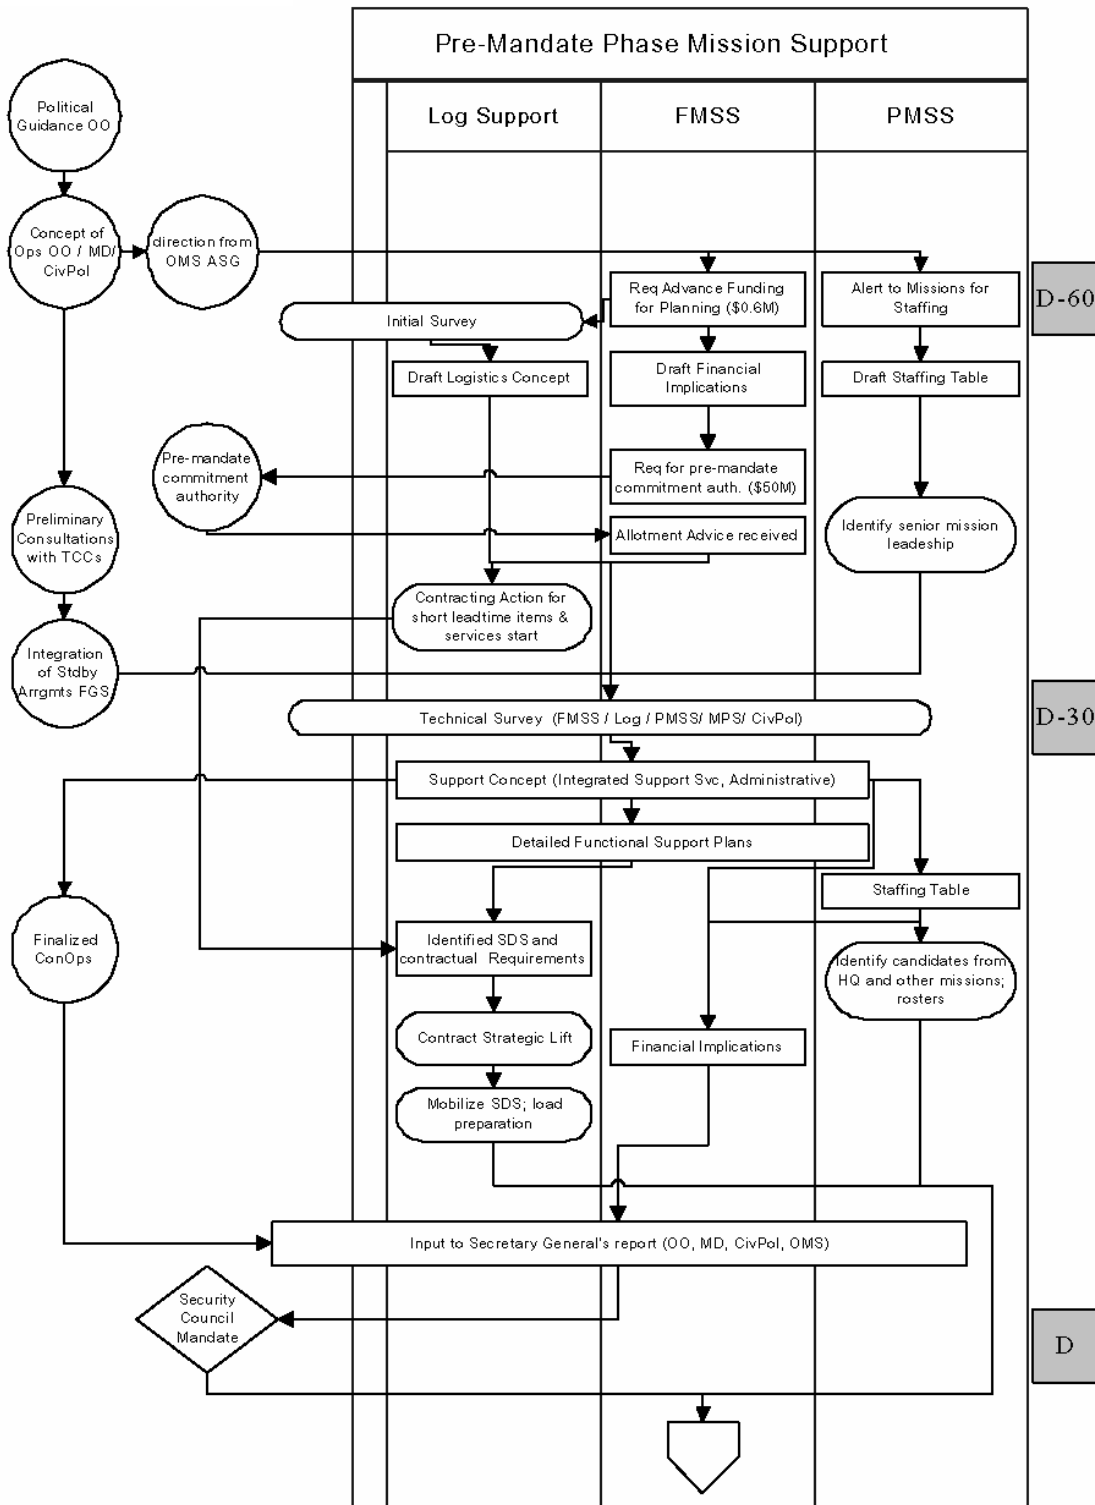 Pre-Mandate Phase Mission Support
Log Support
FMSS
PMSS
Political
Guidance OO
Concept of
Ops OO / MD/
CivPol
direction from
OMS ASG
Req Advance Funding
for Planning ($0.6M)
Alert to Missions for
Staffing
D-60
Initial Survey
Draft Logistics Concept
Draft Financial
Implications
Draft Staffing Table
Pre-mandate
commitment
authority
Req for pre-mandate
commitment auth. ($50M)
Preliminary
Consultations
with TCCs
Allotment Advice received
Identify senior mission
leadeship
Contracting Action for
short leadtime items &
services start
Integration
of Stdby
Arrgmts FGS
Technical Survey (FMSS / Log / PMSS/ MPS/ CivPol)
D-30
Support Concept (Integrated Support Svc, Administrative)
Detailed Functional Support Plans
Staffing Table
Finalized
ConOps
Identified SDS and
contractual Requirements
Identify candidates from
HQ and other missions;
rosters
Contract Strategic Lift
Financial Implications
Mobilize SDS; load
preparation
Input to Secretary General's report (OO, MD, CivPol, OMS)
Security
Council
Mandate
D